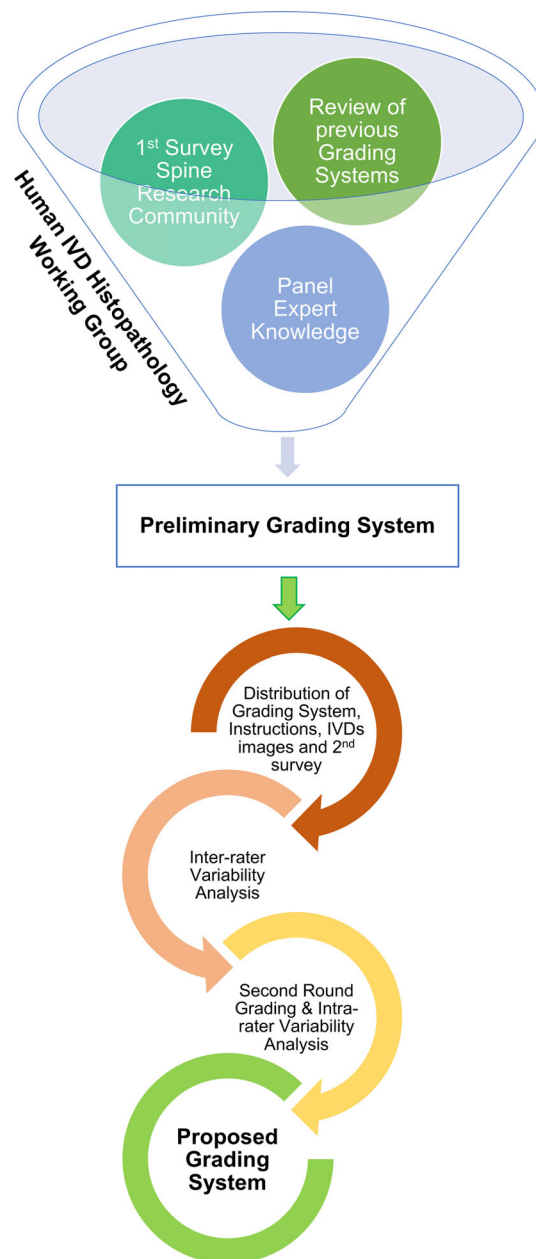 Review of
previous
Grading
Systems
1st Survey
Spine
Research
Community
Panel
Expert
Knowledge
Human IVD Histopathology
Working Group
Preliminary Grading System
Distribution of
Grading System,
Instructions, IVDs
images and 2nd
survey
Inter-rater
Variability
Analysis
Second Round
Grading & Intra-
rater Variability
Analysis
Proposed
Grading
System